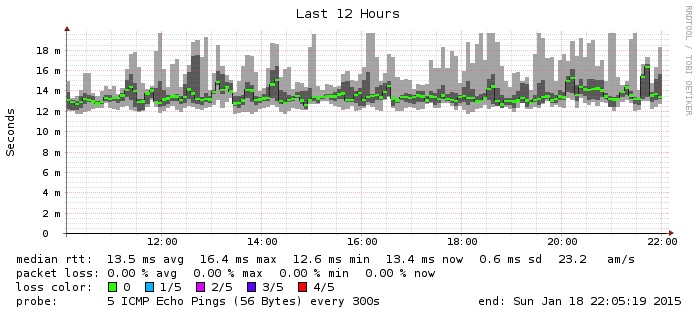 Last 12 Hours
RRDTOOL / TOBI OETIKER
Seconds
18 m
16 m
14 m
12 m
10 m
8 m
6 m
4 m
2 m
0
12:00 14:00 16:00 18:00 20:00 22:00
median rtt: 13.5 ms avg 16.4 ms max 12.6 ms min 13.4 ms now 0.6 ms sd 23.2 am/s
packet loss: 0.00 % avg 0.00 % max 0.00 % min 0.00 % now
loss color: 0 1/5 2/5 3/5 4/5
probe: 5 ICMP Echo Pings (56 Bytes) every 300s end: Sun Jan 18 22:05:19 2015